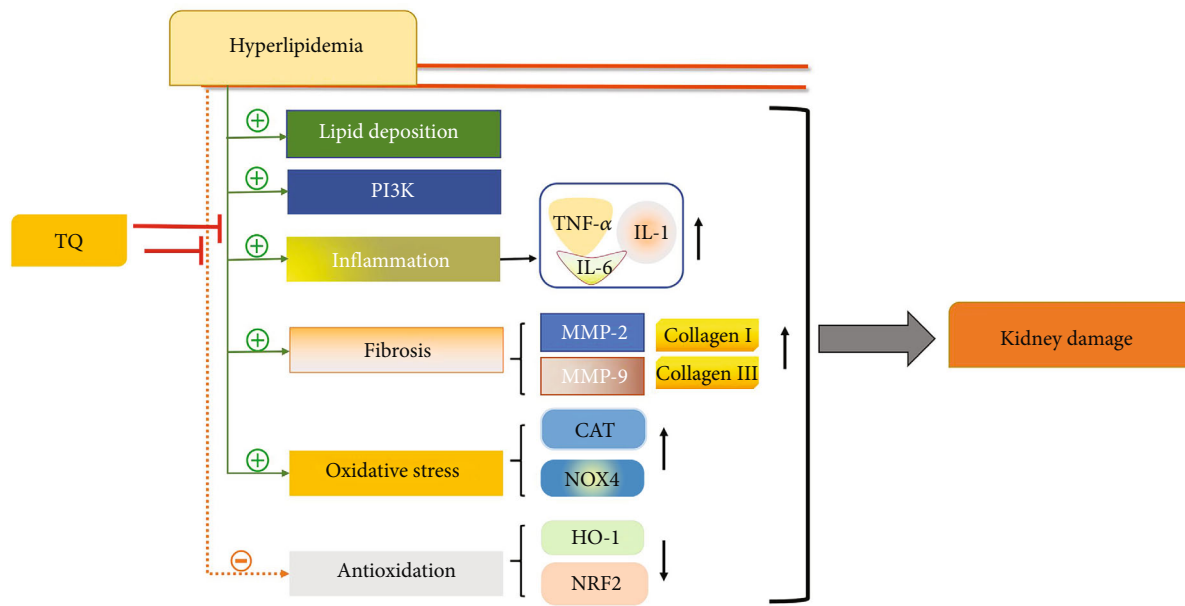 Hyperlipidemia
Lipid deposition
PI3K
TQ
Inflammation
TNF-α
IL-1
IL-6
Fibrosis
MMP-2
Collagen I
MMP-9
Collagen III
Kidney damage
Oxidative stress
CAT
NOX4
Antioxidation
HO-1
NRF2